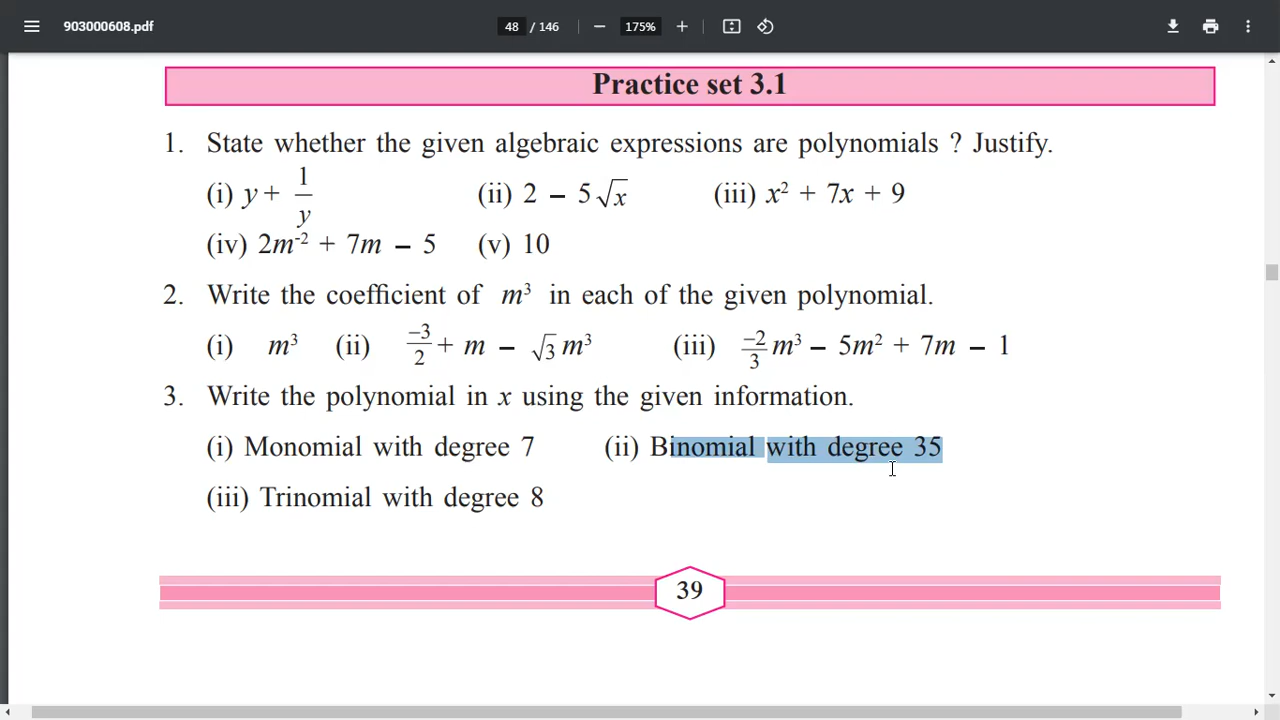 903000608.pdf
48 / 146
175%
Practice set 3.1
1. State whether the given algebraic expressions are polynomials ? Justify.
(i) y + 1/y (ii) 2 – 5√x (iii) x² + 7x + 9
(iv) 2m⁻² + 7m – 5 (v) 10
2. Write the coefficient of m³ in each of the given polynomial.
(i) m³ (ii) –3/2 + m – √3 m³ (iii) –2/3 m³ – 5m² + 7m – 1
3. Write the polynomial in x using the given information.
(i) Monomial with degree 7 (ii) Binomial with degree 35
(iii) Trinomial with degree 8
39